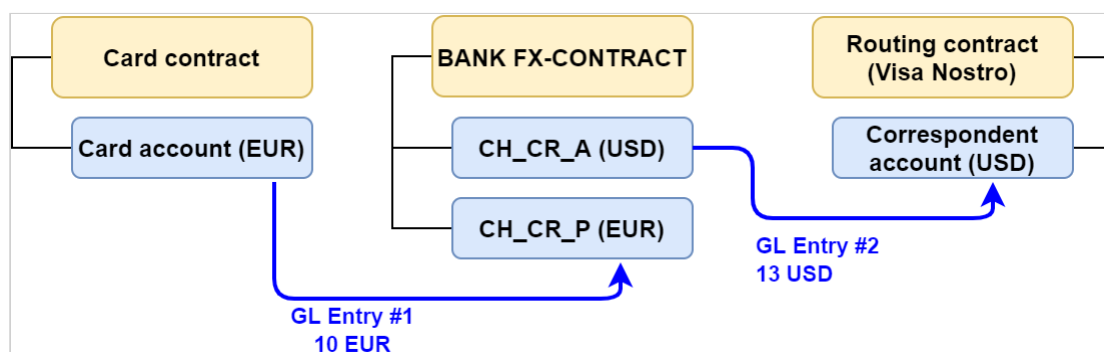 Card contract
BANK FX-CONTRACT
Routing contract
(Visa Nostro)
Card account (EUR)
CH_CR_A (USD)
Correspondent
account (USD)
CH_CR_P (EUR)
GL Entry #2
13 USD
GL Entry #1
10 EUR